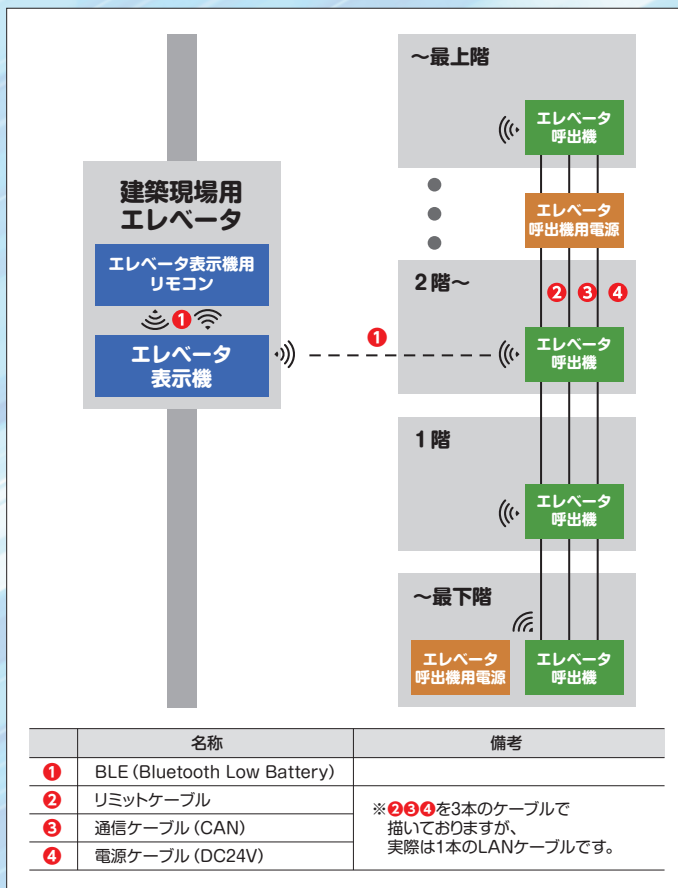 ～最上階
エレベータ
呼出機
建築現場用
エレベータ
エレベータ表示機用
リモコン
❶
エレベータ
表示機
❶
エレベータ
呼出機用電源
2階～
❷ ❸ ❹
エレベータ
呼出機
1階
エレベータ
呼出機
～最下階
エレベータ
呼出機用電源
エレベータ
呼出機
名称 備考
❶ BLE（Bluetooth Low Battery）
❷ リミットケーブル
❸ 通信ケーブル（CAN）
❹ 電源ケーブル（DC24V）
※❷❸❹を3本のケーブルで
描いておりますが、
実際は1本のLANケーブルです。